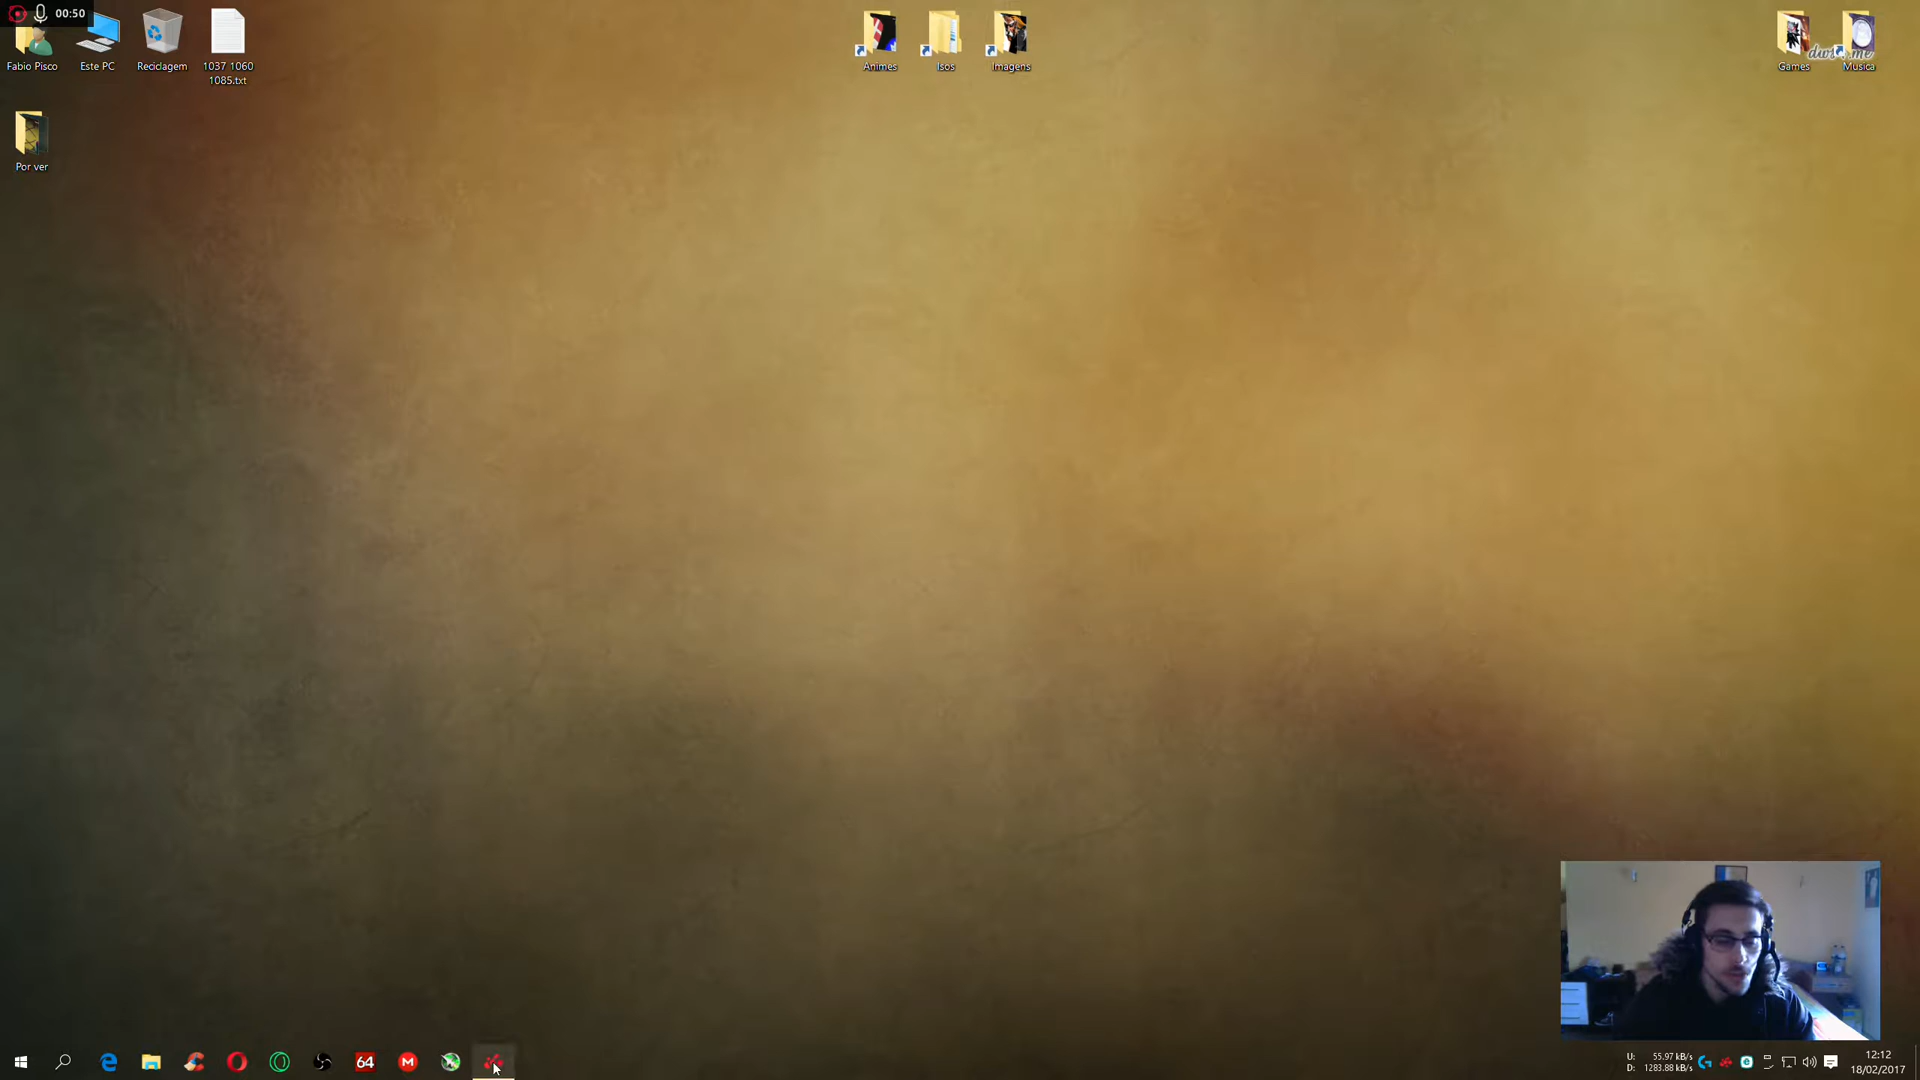 00:50
Fabio Pisco
Este PC
Reciclagem
1037 1060
1085.txt
Animes
Isos
Imagens
Games
Musica
Por ver
64
M
U: 55.97 kB/s
D: 1283.88 kB/s
12:12
18/02/2017